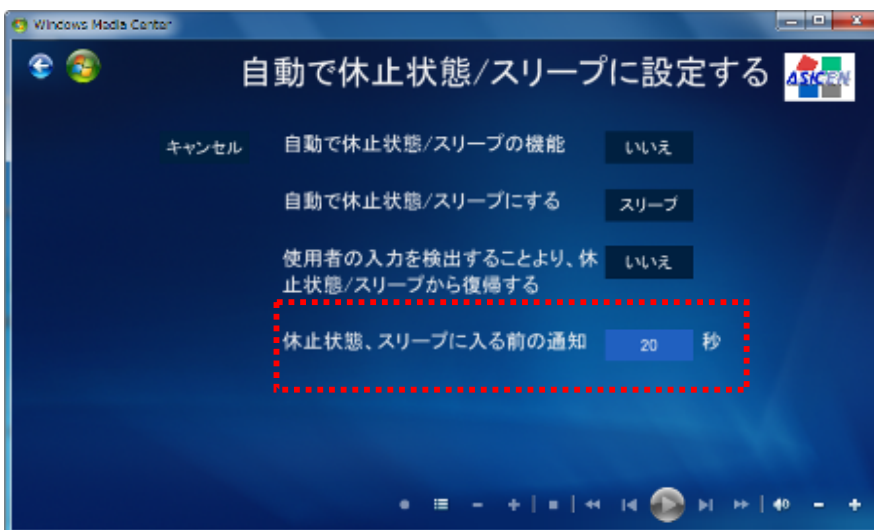 Windows Media Center
自動で休止状態/スリープに設定する
ASICEN
キャンセル
自動で休止状態/スリープの機能
いいえ
自動で休止状態/スリープにする
スリープ
使用者の入力を検出することより、休
止状態/スリープから復帰する
いいえ
休止状態、スリープに入る前の通知
20
秒